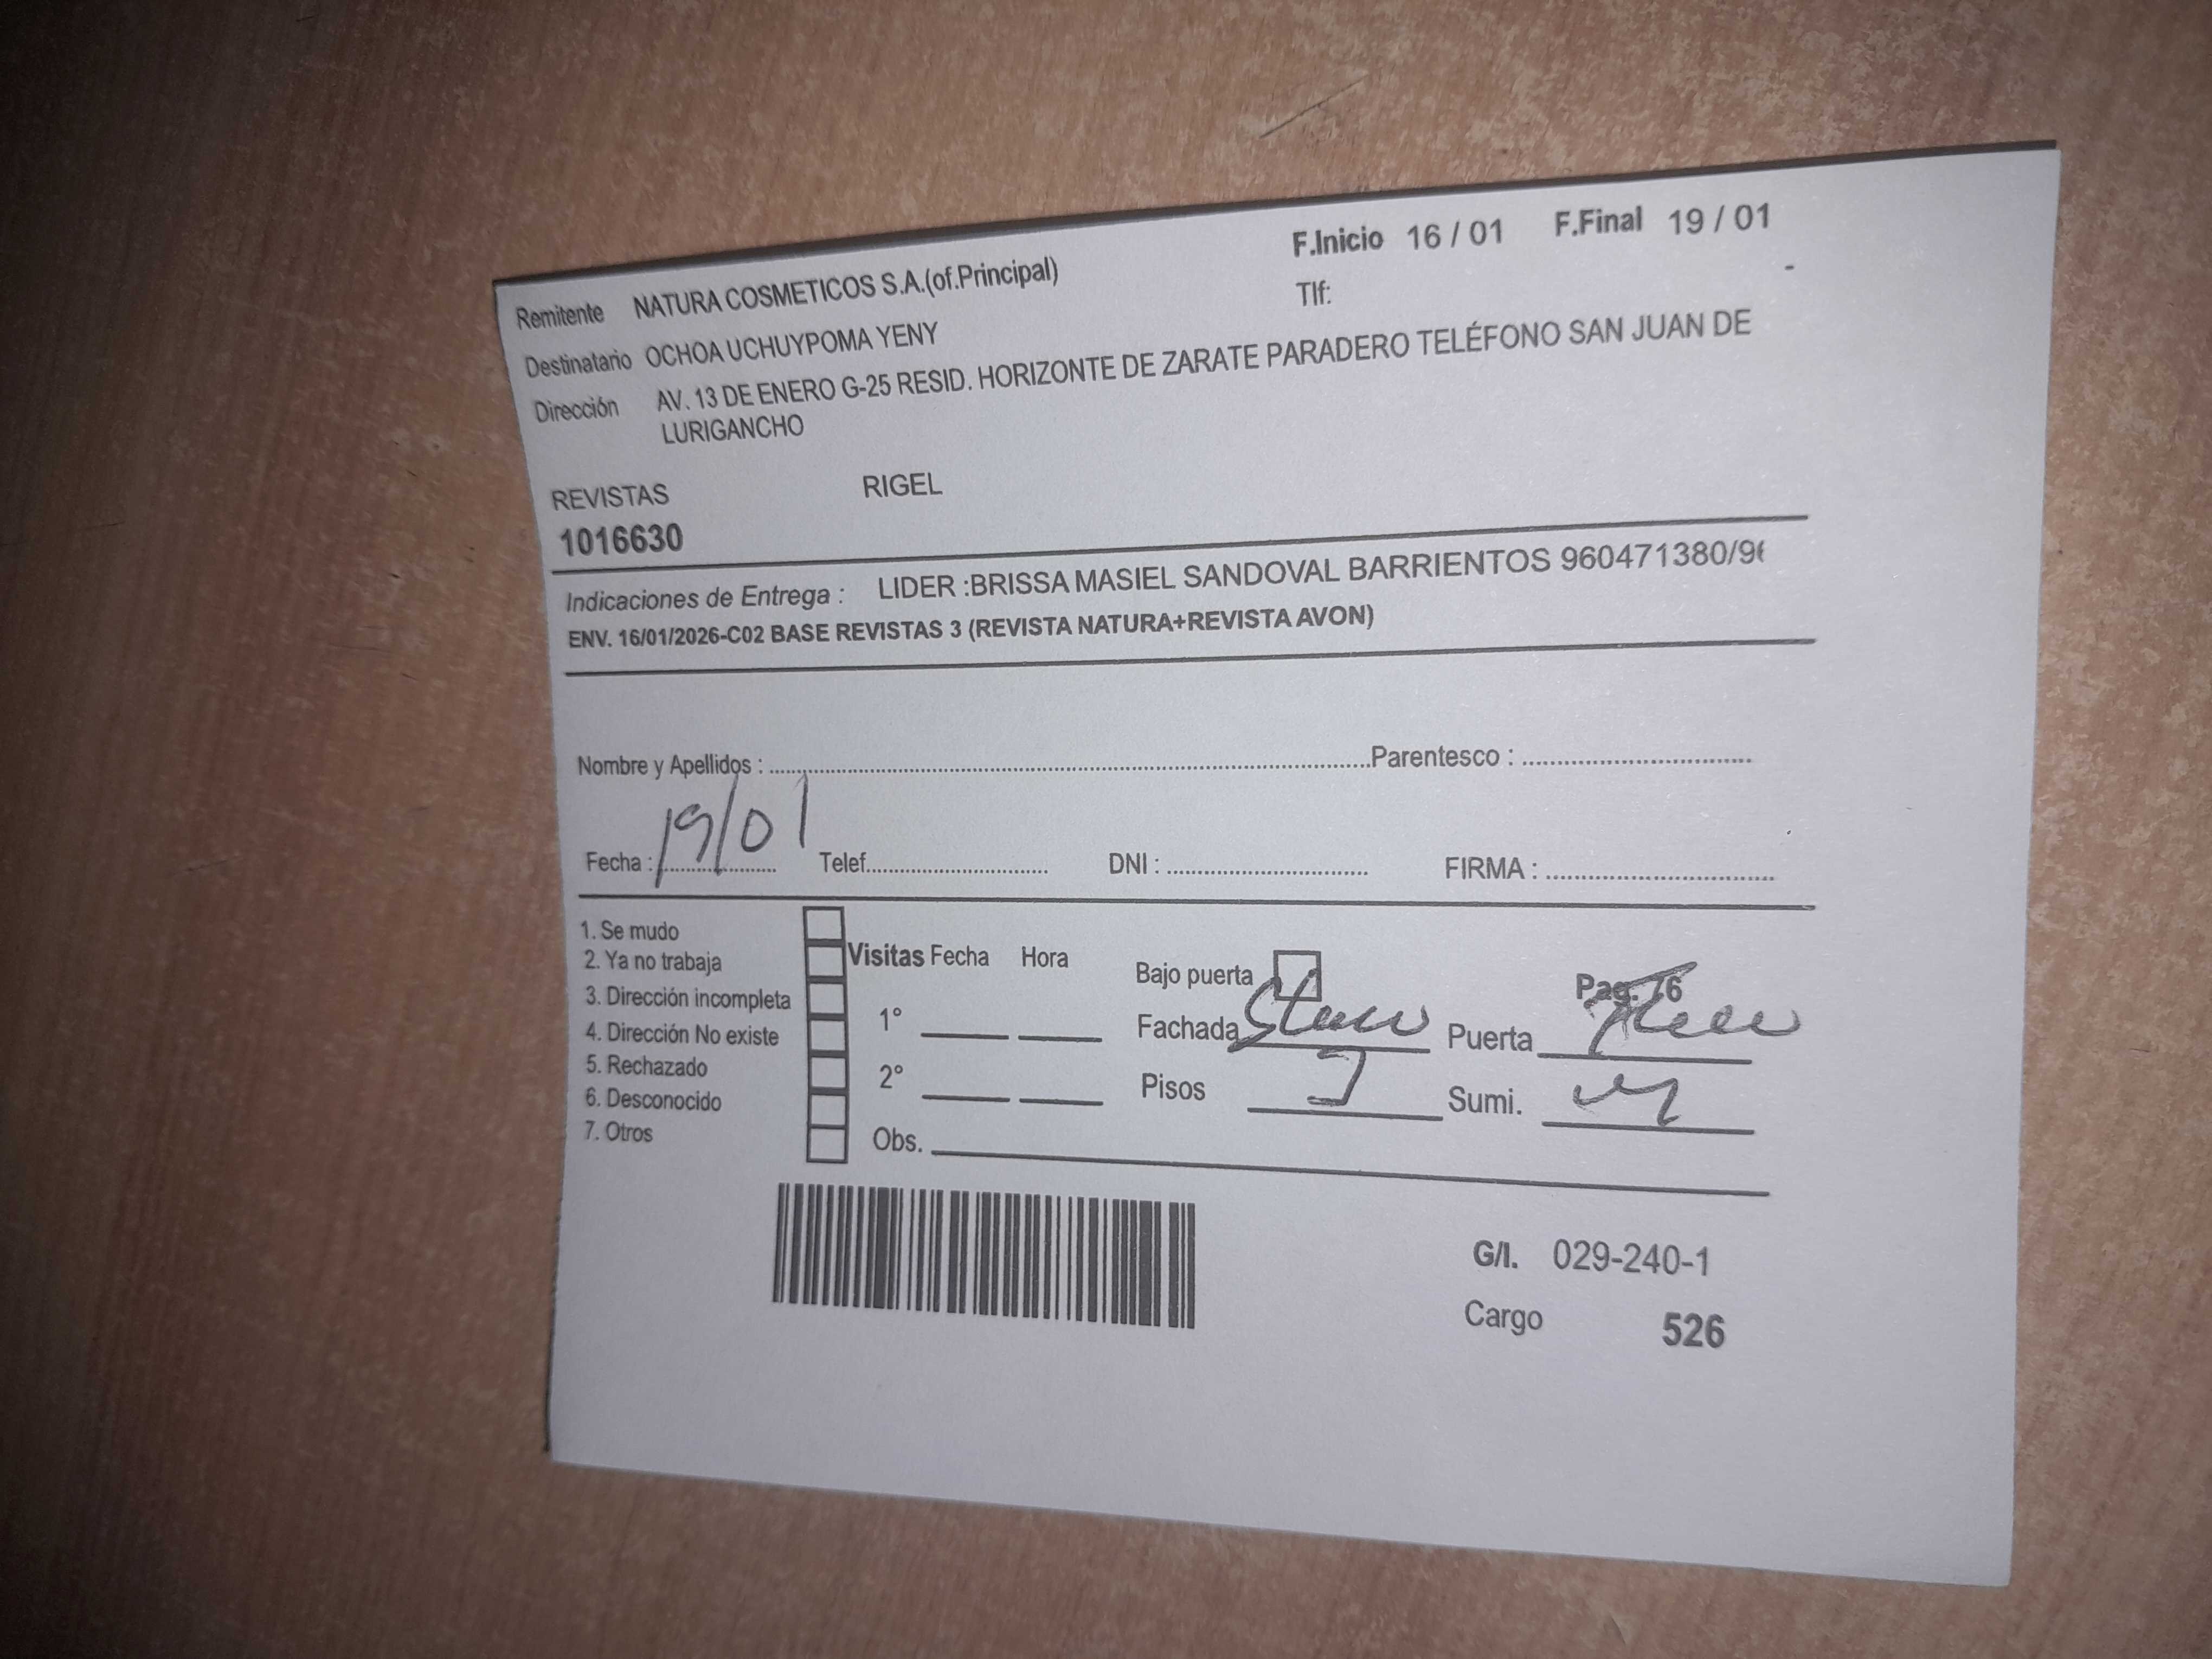 F.Inicio 16 / 01 F.Final 19 / 01
Remitente NATURA COSMETICOS S.A.(of.Principal)
Tlf: -
Destinatario OCHOA UCHUYPOMA YENY
Dirección AV. 13 DE ENERO G-25 RESID. HORIZONTE DE ZARATE PARADERO TELÉFONO SAN JUAN DE
LURIGANCHO
REVISTAS RIGEL
1016630
Indicaciones de Entrega : LIDER :BRISSA MASIEL SANDOVAL BARRIENTOS 960471380/96
ENV. 16/01/2026-C02 BASE REVISTAS 3 (REVISTA NATURA+REVISTA AVON)
Nombre y Apellidos : Parentesco :
Fecha : 19/01 Telef. DNI : FIRMA :
1. Se mudo
2. Ya no trabaja
3. Dirección incompleta
4. Dirección No existe
5. Rechazado
6. Desconocido
7. Otros
Visitas Fecha Hora
1°
2°
Obs.
Bajo puerta Pag. 76
Fachada Puerta
Pisos Sumi.
G/I. 029-240-1
Cargo 526